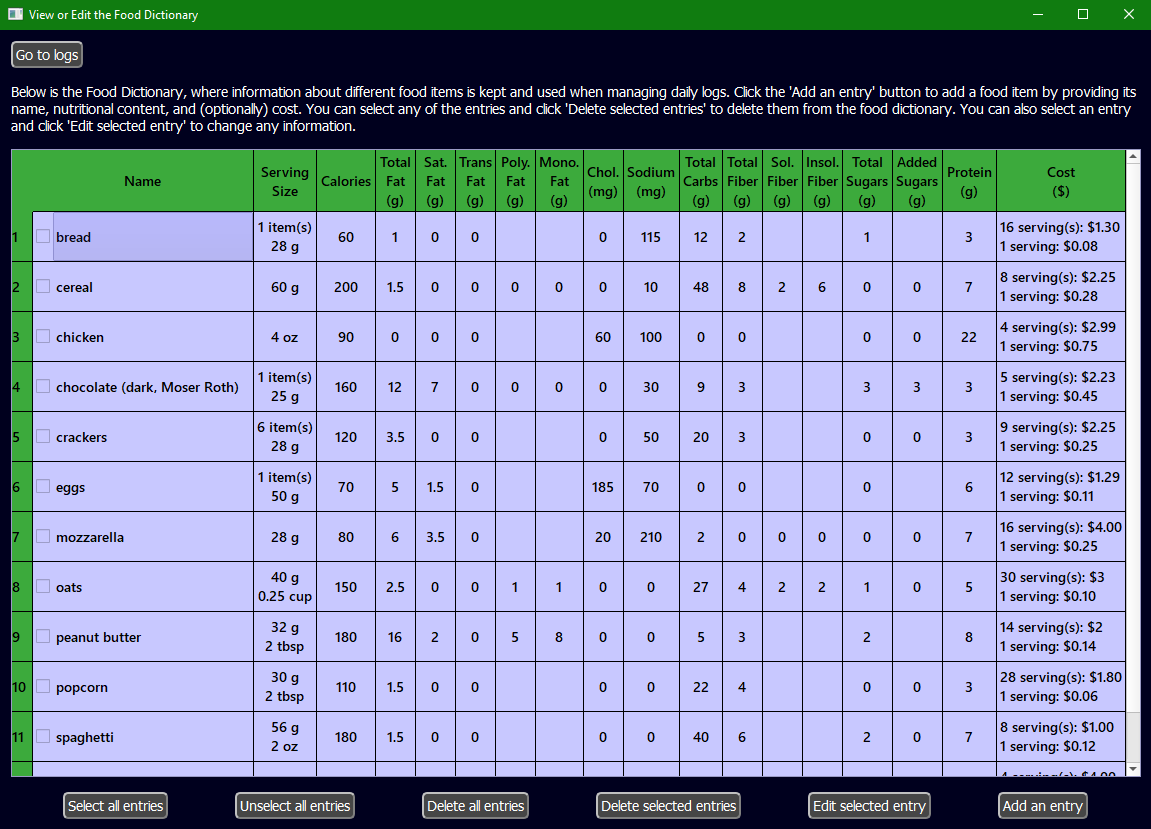 View or Edit the Food Dictionary
Go to logs
Below is the Food Dictionary, where information about different food items is kept and used when managing daily logs. Click the 'Add an entry' button to add a food item by providing its
name, nutritional content, and (optionally) cost. You can select any of the entries and click 'Delete selected entries' to delete them from the food dictionary. You can also select an entry
and click 'Edit selected entry' to change any information.
Name Serving Size Calories Total Fat (g) Sat. Fat (g) Trans Fat (g) Poly. Fat (g) Mono. Fat (g) Chol. (mg) Sodium (mg) Total Carbs (g) Total Fiber (g) Sol. Fiber (g) Insol. Fiber (g) Total Sugars (g) Added Sugars (g) Protein (g) Cost ($)
1 bread 1 item(s) 28 g 60 1 0 0 0 115 12 2 1 3 16 serving(s): $1.30 1 serving: $0.08
2 cereal 60 g 200 1.5 0 0 0 0 0 10 48 8 2 6 0 0 7 8 serving(s): $2.25 1 serving: $0.28
3 chicken 4 oz 90 0 0 0 60 100 0 0 0 0 22 4 serving(s): $2.99 1 serving: $0.75
4 chocolate (dark, Moser Roth) 1 item(s) 25 g 160 12 7 0 0 0 0 30 9 3 3 3 3 5 serving(s): $2.23 1 serving: $0.45
5 crackers 6 item(s) 28 g 120 3.5 0 0 0 50 20 3 0 0 3 9 serving(s): $2.25 1 serving: $0.25
6 eggs 1 item(s) 50 g 70 5 1.5 0 185 70 0 0 0 6 12 serving(s): $1.29 1 serving: $0.11
7 mozzarella 28 g 80 6 3.5 0 20 210 2 0 0 0 0 0 7 16 serving(s): $4.00 1 serving: $0.25
8 oats 40 g 0.25 cup 150 2.5 0 0 1 1 0 0 27 4 2 2 1 0 5 30 serving(s): $3 1 serving: $0.10
9 peanut butter 32 g 2 tbsp 180 16 2 0 5 8 0 0 5 3 2 8 14 serving(s): $2 1 serving: $0.14
10 popcorn 30 g 2 tbsp 110 1.5 0 0 0 0 22 4 0 0 3 28 serving(s): $1.80 1 serving: $0.06
11 spaghetti 56 g 2 oz 180 1.5 0 0 0 0 40 6 2 0 7 8 serving(s): $1.00 1 serving: $0.12
Select all entries
Unselect all entries
Delete all entries
Delete selected entries
Edit selected entry
Add an entry